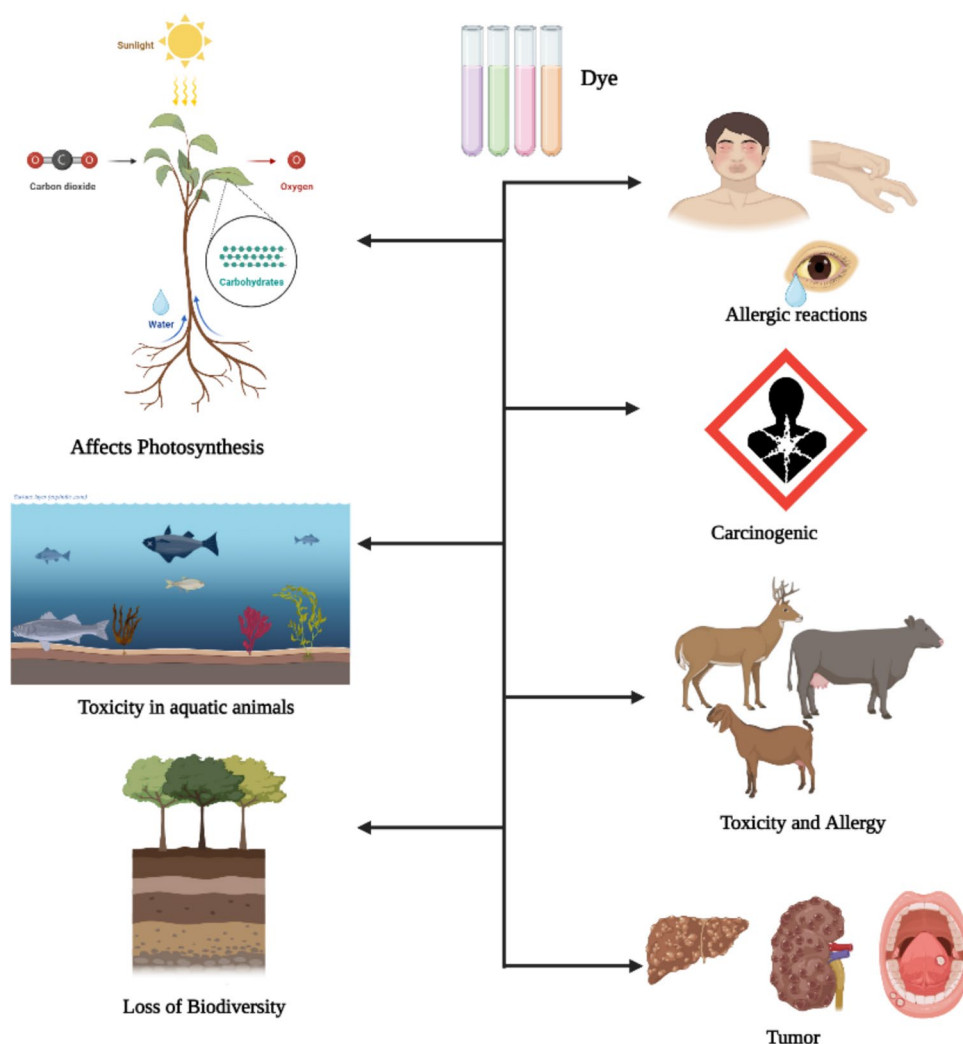 Sunlight
Dye
O C O
O
Carbon dioxide
Oxygen
Carbohydrates
Water
Allergic reactions
Affects Photosynthesis
Carcinogenic
Toxicity in aquatic animals
Toxicity and Allergy
Loss of Biodiversity
Tumor